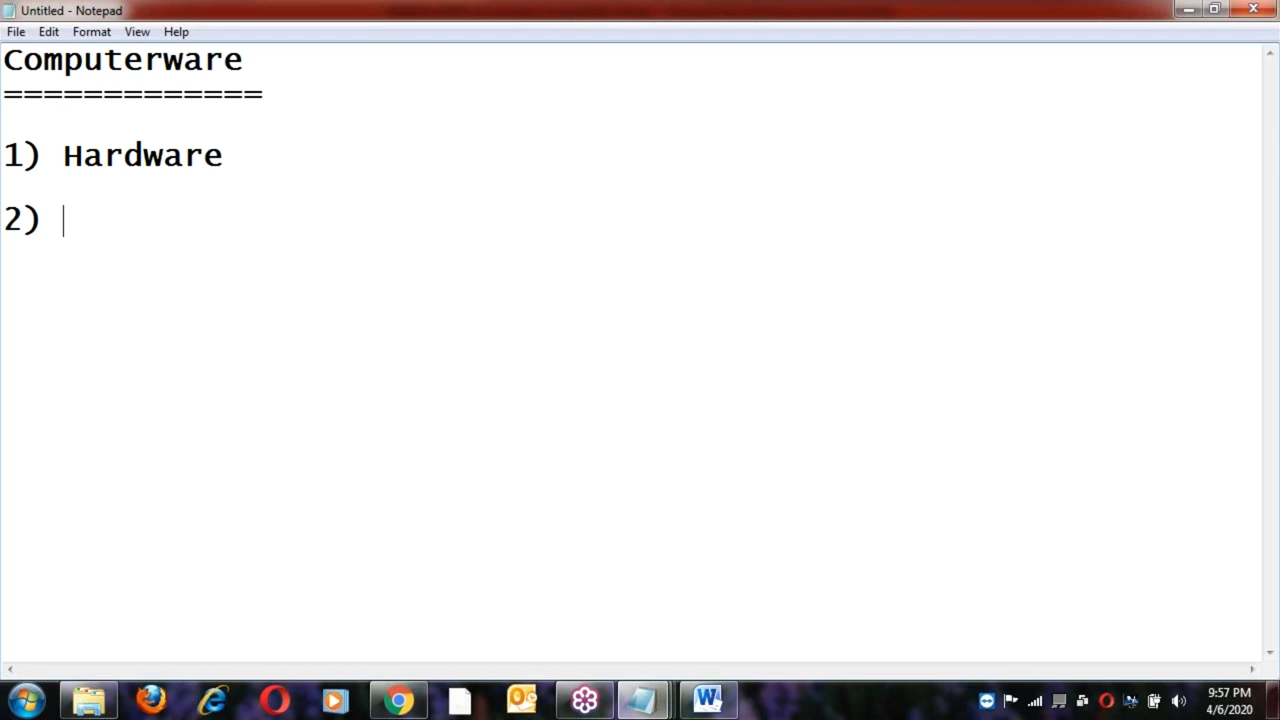 Untitled - Notepad
File Edit Format View Help
Computerware
=============
1) Hardware
2)
9:57 PM
4/6/2020